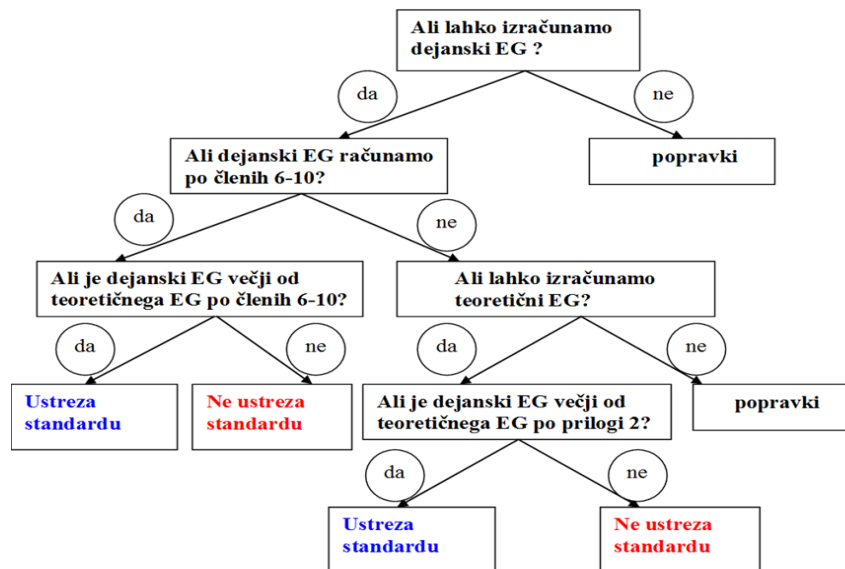 Ali lahko izračunamo
dejanski EG ?
da
ne
Ali dejanski EG računamo
po členih 6-10?
popravki
da
ne
Ali je dejanski EG večji od
teoretičnega EG po členih 6-10?
Ali lahko izračunamo
teoretični EG?
da
ne
da
ne
Ustreza
standardu
Ne ustreza
standardu
Ali je dejanski EG večji od
teoretičnega EG po prilogi 2?
popravki
da
ne
Ustreza
standardu
Ne ustreza
standardu